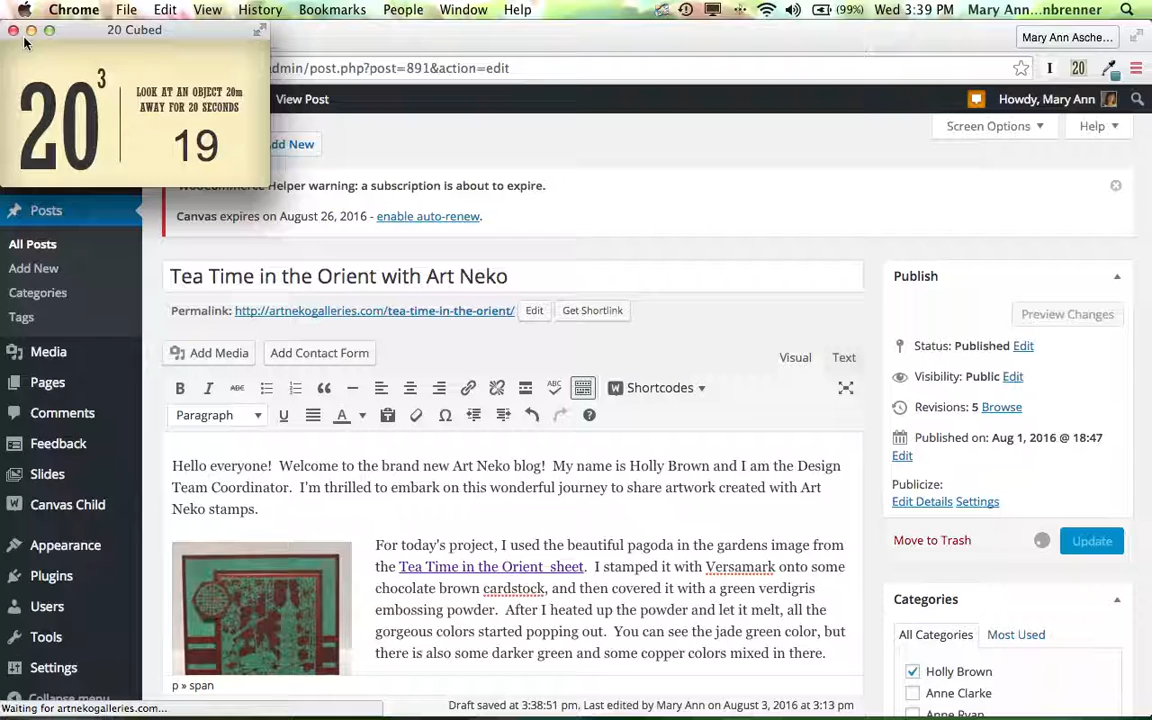 Chrome File Edit View History Bookmarks People Window Help (99%) Wed 3:39 PM Mary Ann...nbrenner
20 Cubed
Mary Ann Asche...
admin/post.php?post=891&action=edit
20
20³
LOOK AT AN OBJECT 20m
AWAY FOR 20 SECONDS
19
View Post
Howdy, Mary Ann
Screen Options
Help
Add New
WooCommerce Helper warning: a subscription is about to expire.
Canvas expires on August 26, 2016 - enable auto-renew.
Posts
All Posts
Add New
Categories
Tags
Media
Pages
Comments
Feedback
Slides
Canvas Child
Appearance
Plugins
Users
Tools
Settings
Collapse menu
Waiting for artnekogalleries.com...
Tea Time in the Orient with Art Neko
Permalink: http://artnekogalleries.com/tea-time-in-the-orient/ Edit Get Shortlink
Add Media
Add Contact Form
Visual
Text
B I ABC ABC Shortcodes
Paragraph U A
Hello everyone! Welcome to the brand new Art Neko blog! My name is Holly Brown and I am the Design
Team Coordinator. I'm thrilled to embark on this wonderful journey to share artwork created with Art
Neko stamps.
For today's project, I used the beautiful pagoda in the gardens image from
the Tea Time in the Orient sheet. I stamped it with Versamark onto some
chocolate brown cardstock, and then covered it with a green verdigris
embossing powder. After I heated up the powder and let it melt, all the
gorgeous colors started popping out. You can see the jade green color, but
there is also some darker green and some copper colors mixed in there.
p » span
Draft saved at 3:38:51 pm. Last edited by Mary Ann on August 3, 2016 at 3:13 pm
Publish
Preview Changes
Status: Published Edit
Visibility: Public Edit
Revisions: 5 Browse
Published on: Aug 1, 2016 @ 18:47
Edit
Publicize:
Edit Details Settings
Move to Trash
Update
Categories
All Categories
Most Used
Holly Brown
Anne Clarke
Anne Ryan